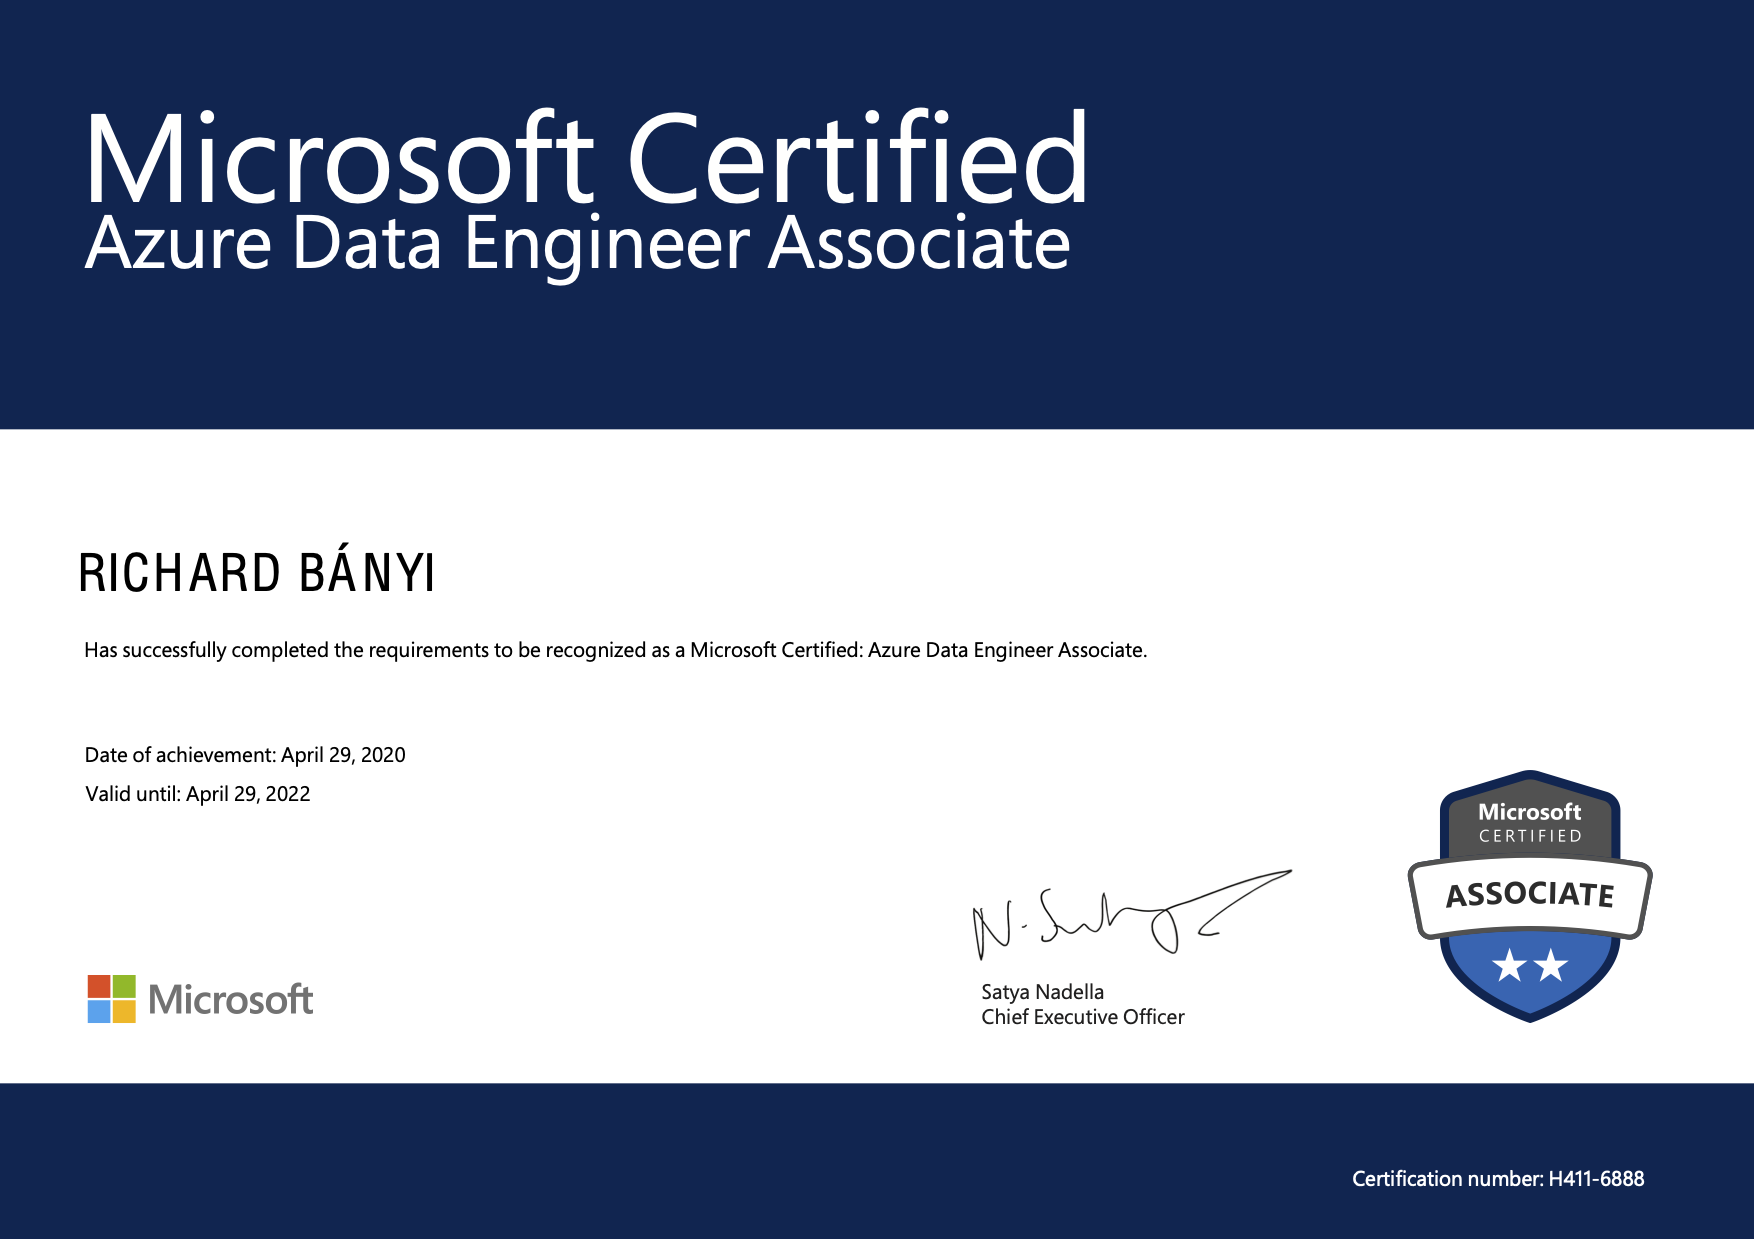 Microsoft Certified
Azure Data Engineer Associate
RICHARD BÁNYI
Has successfully completed the requirements to be recognized as a Microsoft Certified: Azure Data Engineer Associate.
Date of achievement: April 29, 2020
Valid until: April 29, 2022
Microsoft
CERTIFIED
ASSOCIATE
N. Satya
Microsoft
Satya Nadella
Chief Executive Officer
Certification number: H411-6888